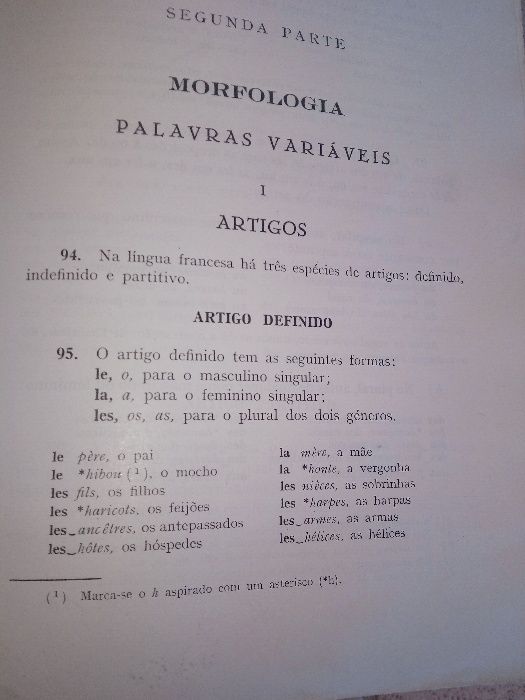 SEGUNDA PARTE
MORFOLOGIA
PALAVRAS VARIÁVEIS
I
ARTIGOS
94. Na língua francesa há três espécies de artigos: definido,
indefinido e partitivo.
ARTIGO DEFINIDO
95. O artigo definido tem as seguintes formas:
le, o, para o masculino singular;
la, a, para o feminino singular;
les, os, as, para o plural dos dois géneros.
le père, o pai
le *hibou (¹), o mocho
les fils, os filhos
les *haricots, os feijões
les_ancêtres, os antepassados
les_hôtes, os hóspedes
la mère, a mãe
la *honte, a vergonha
les nièces, as sobrinhas
les *harpes, as harpas
les_armes, as armas
les_hélices, as hélices
(¹) Marca-se o h aspirado com um asterisco (*h).